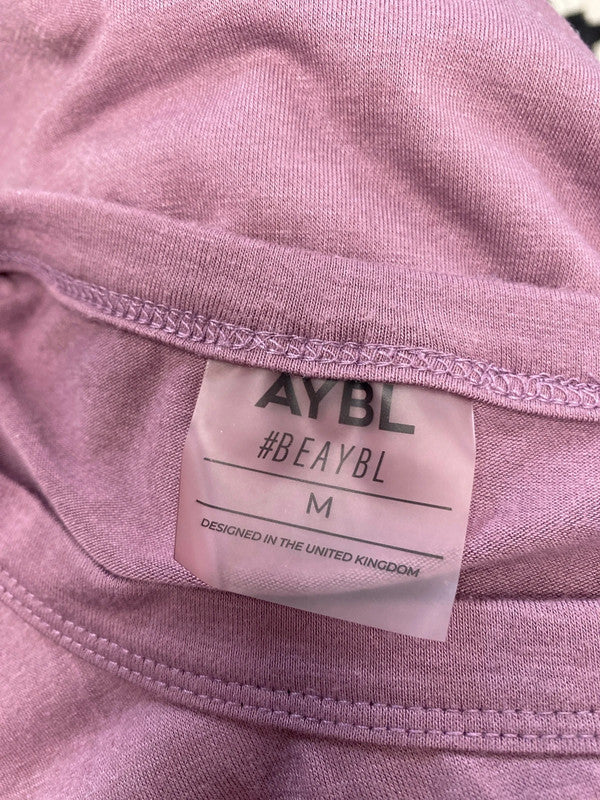 AYBL
#BEAYBL
M
DESIGNED IN THE UNITED KINGDOM